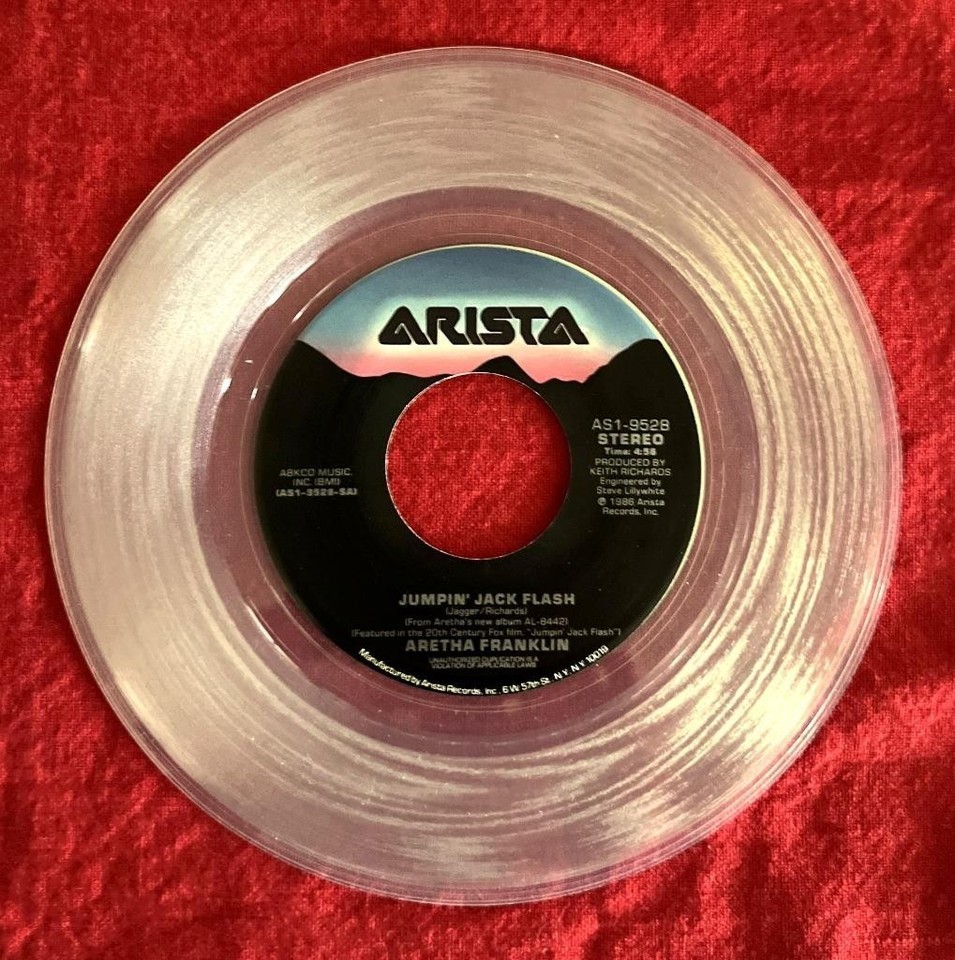 ARISTA
AS1-9528
STEREO
Time: 4:56
PRODUCED BY
KEITH RICHARDS
Engineered by
Steve Lillywhite
℗ 1986 Arista
Records, Inc.
ABKCO MUSIC,
INC. (BMI)
(AS1-9528-SA)
JUMPIN' JACK FLASH
(Jagger/Richards)
(From Aretha's new album AL-8442)
(Featured in the 20th Century Fox film, "Jumpin' Jack Flash")
ARETHA FRANKLIN
UNAUTHORIZED DUPLICATION IS A
VIOLATION OF APPLICABLE LAWS
Manufactured by Arista Records, Inc., 6 W. 57th St., N.Y., N.Y. 10019